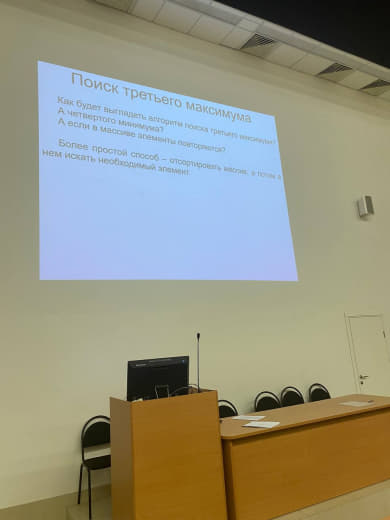 Поиск третьего максимума
Как будет выглядеть алгоритм поиска третьего максимума?
А четвертого минимума?
А если в массиве элементы повторяются?
Более простой способ – отсортировать массив, а потом в
нем искать необходимый элемент